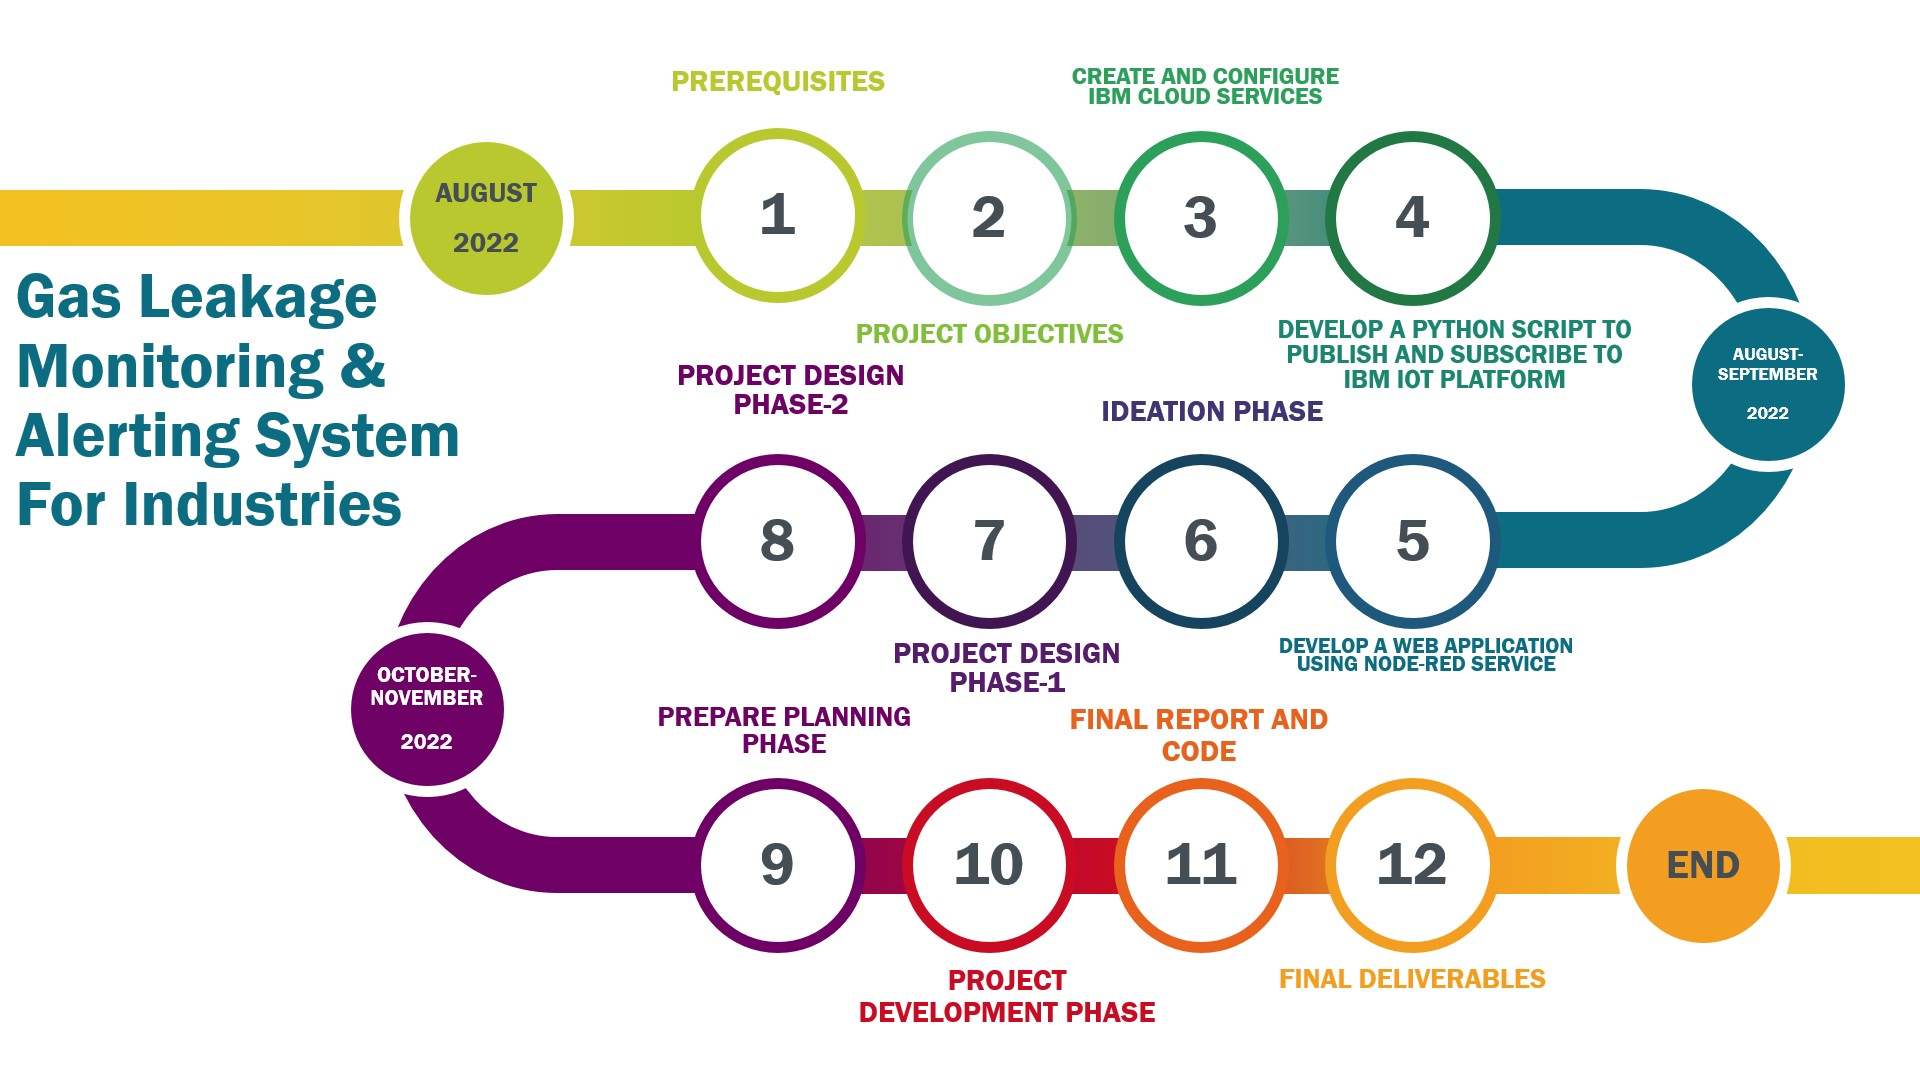 PREREQUISITES
CREATE AND CONFIGURE
IBM CLOUD SERVICES
AUGUST
2022
1
2
3
4
PROJECT OBJECTIVES
DEVELOP A PYTHON SCRIPT TO
PUBLISH AND SUBSCRIBE TO
IBM IOT PLATFORM
Gas Leakage
Monitoring &
Alerting System
For Industries
AUGUST-
SEPTEMBER
2022
PROJECT DESIGN
PHASE-2
IDEATION PHASE
8
7
6
5
PROJECT DESIGN
PHASE-1
DEVELOP A WEB APPLICATION
USING NODE-RED SERVICE
OCTOBER-
NOVEMBER
2022
PREPARE PLANNING
PHASE
FINAL REPORT AND
CODE
9
10
11
12
END
PROJECT
DEVELOPMENT PHASE
FINAL DELIVERABLES